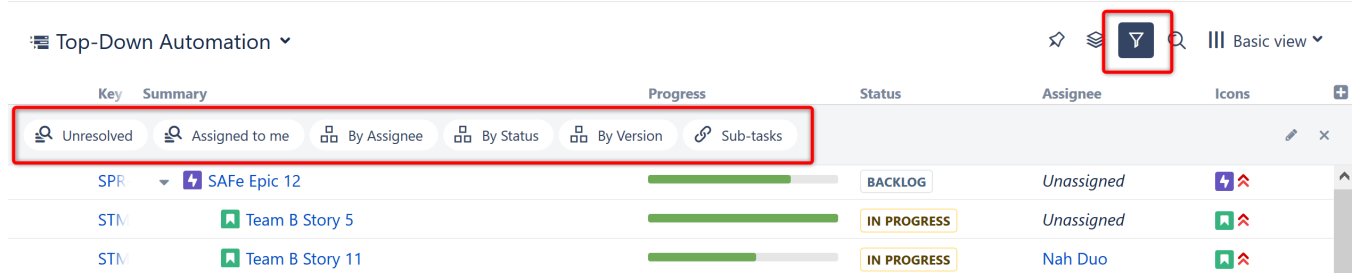 Top-Down Automation Basic view
Key Summary Progress Status Assignee Icons
Unresolved Assigned to me By Assignee By Status By Version Sub-tasks
SPR SAFe Epic 12 BACKLOG Unassigned
STM Team B Story 5 IN PROGRESS Unassigned
STM Team B Story 11 IN PROGRESS Nah Duo